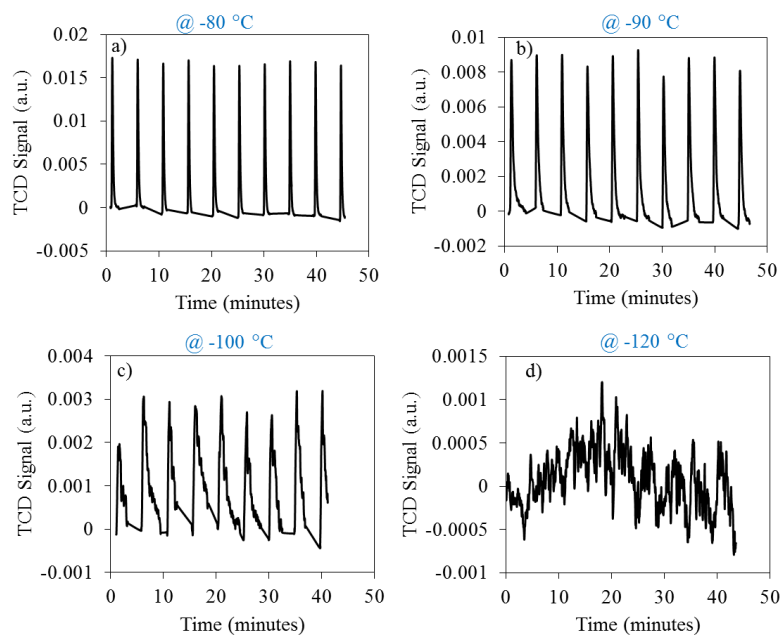 @ -80 °C
a)
TCD Signal (a.u.)
0.02
0.015
0.01
0.005
0
-0.005
0 10 20 30 40 50
Time (minutes)
@ -90 °C
b)
TCD Signal (a.u.)
0.01
0.008
0.006
0.004
0.002
0
-0.002
0 10 20 30 40 50
Time (minutes)
@ -100 °C
c)
TCD Signal (a.u.)
0.004
0.003
0.002
0.001
0
-0.001
0 10 20 30 40 50
Time (minutes)
@ -120 °C
d)
TCD Signal (a.u.)
0.0015
0.001
0.0005
0
-0.0005
-0.001
0 10 20 30 40 50
Time (minutes)